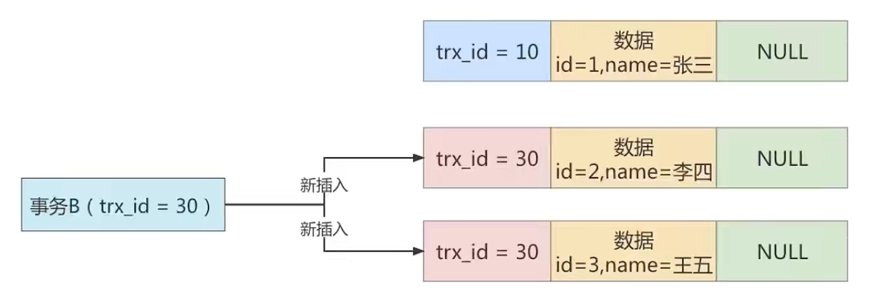 trx_id = 10
数据
id=1,name=张三
NULL
trx_id = 30
数据
id=2,name=李四
NULL
事务B（trx_id = 30）
新插入
新插入
trx_id = 30
数据
id=3,name=王五
NULL